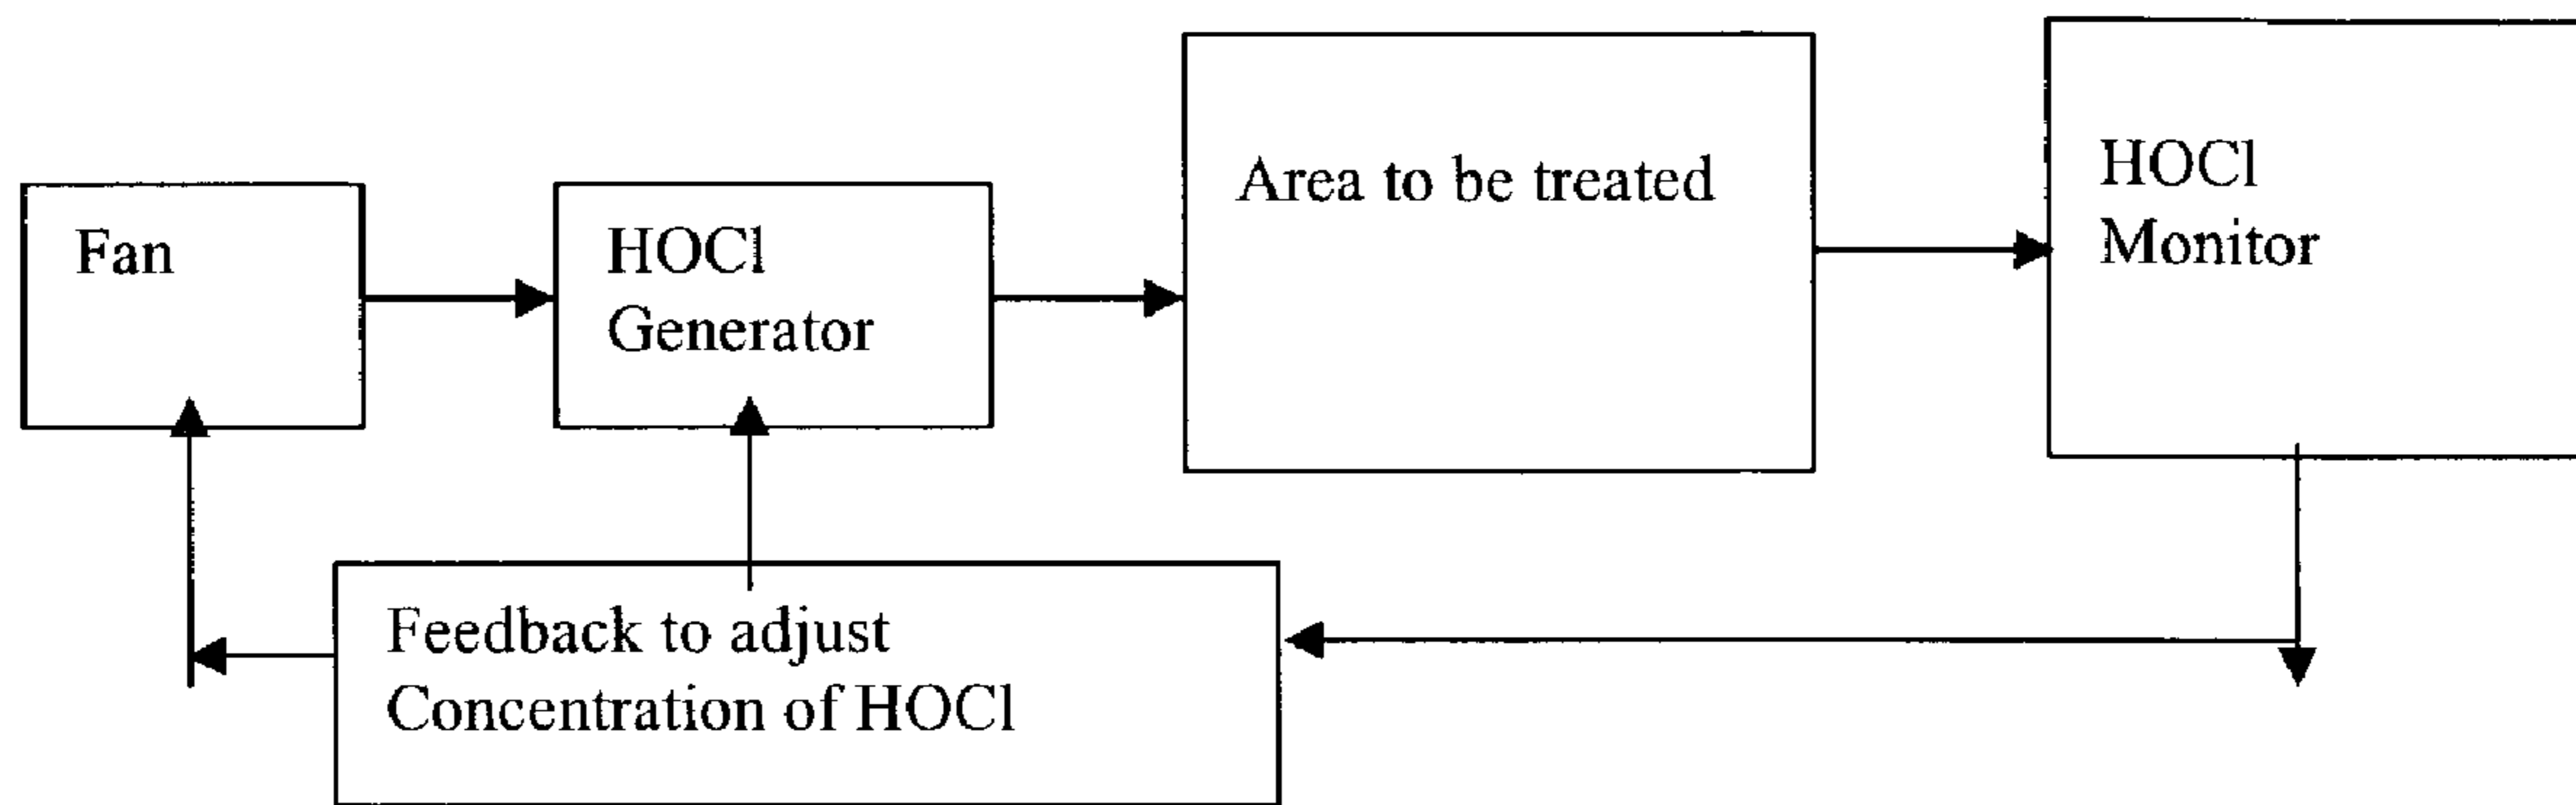 Fan
HOCl
Generator
Area to be treated
HOCl
Monitor
Feedback to adjust
Concentration of HOCl